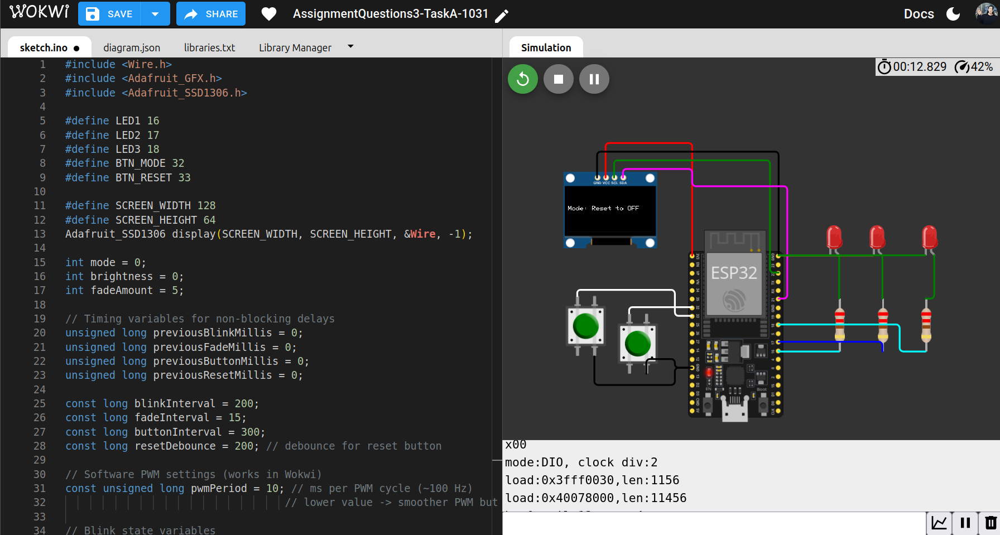 WOKWi SAVE SHARE AssignmentQuestions3-TaskA-1031 Docs
sketch.ino diagram.json libraries.txt Library Manager
1 #include <Wire.h>
2 #include <Adafruit_GFX.h>
3 #include <Adafruit_SSD1306.h>
4
5 #define LED1 16
6 #define LED2 17
7 #define LED3 18
8 #define BTN_MODE 32
9 #define BTN_RESET 33
10
11 #define SCREEN_WIDTH 128
12 #define SCREEN_HEIGHT 64
13 Adafruit_SSD1306 display(SCREEN_WIDTH, SCREEN_HEIGHT, &Wire, -1);
14
15 int mode = 0;
16 int brightness = 0;
17 int fadeAmount = 5;
18
19 // Timing variables for non-blocking delays
20 unsigned long previousBlinkMillis = 0;
21 unsigned long previousFadeMillis = 0;
22 unsigned long previousButtonMillis = 0;
23 unsigned long previousResetMillis = 0;
24
25 const long blinkInterval = 200;
26 const long fadeInterval = 15;
27 const long buttonInterval = 300;
28 const long resetDebounce = 200; // debounce for reset button
29
30 // Software PWM settings (works in Wokwi)
31 const unsigned long pwmPeriod = 10; // ms per PWM cycle (~100 Hz)
32 // lower value -> smoother PWM but
33
34 // Blink state variables
Simulation
00:12.829 42%
GND VCC SCL SDA
Mode: Reset to OFF
ESP32
EN Boot
x00
mode:DIO, clock div:2
load:0x3fff0030,len:1156
load:0x40078000,len:11456